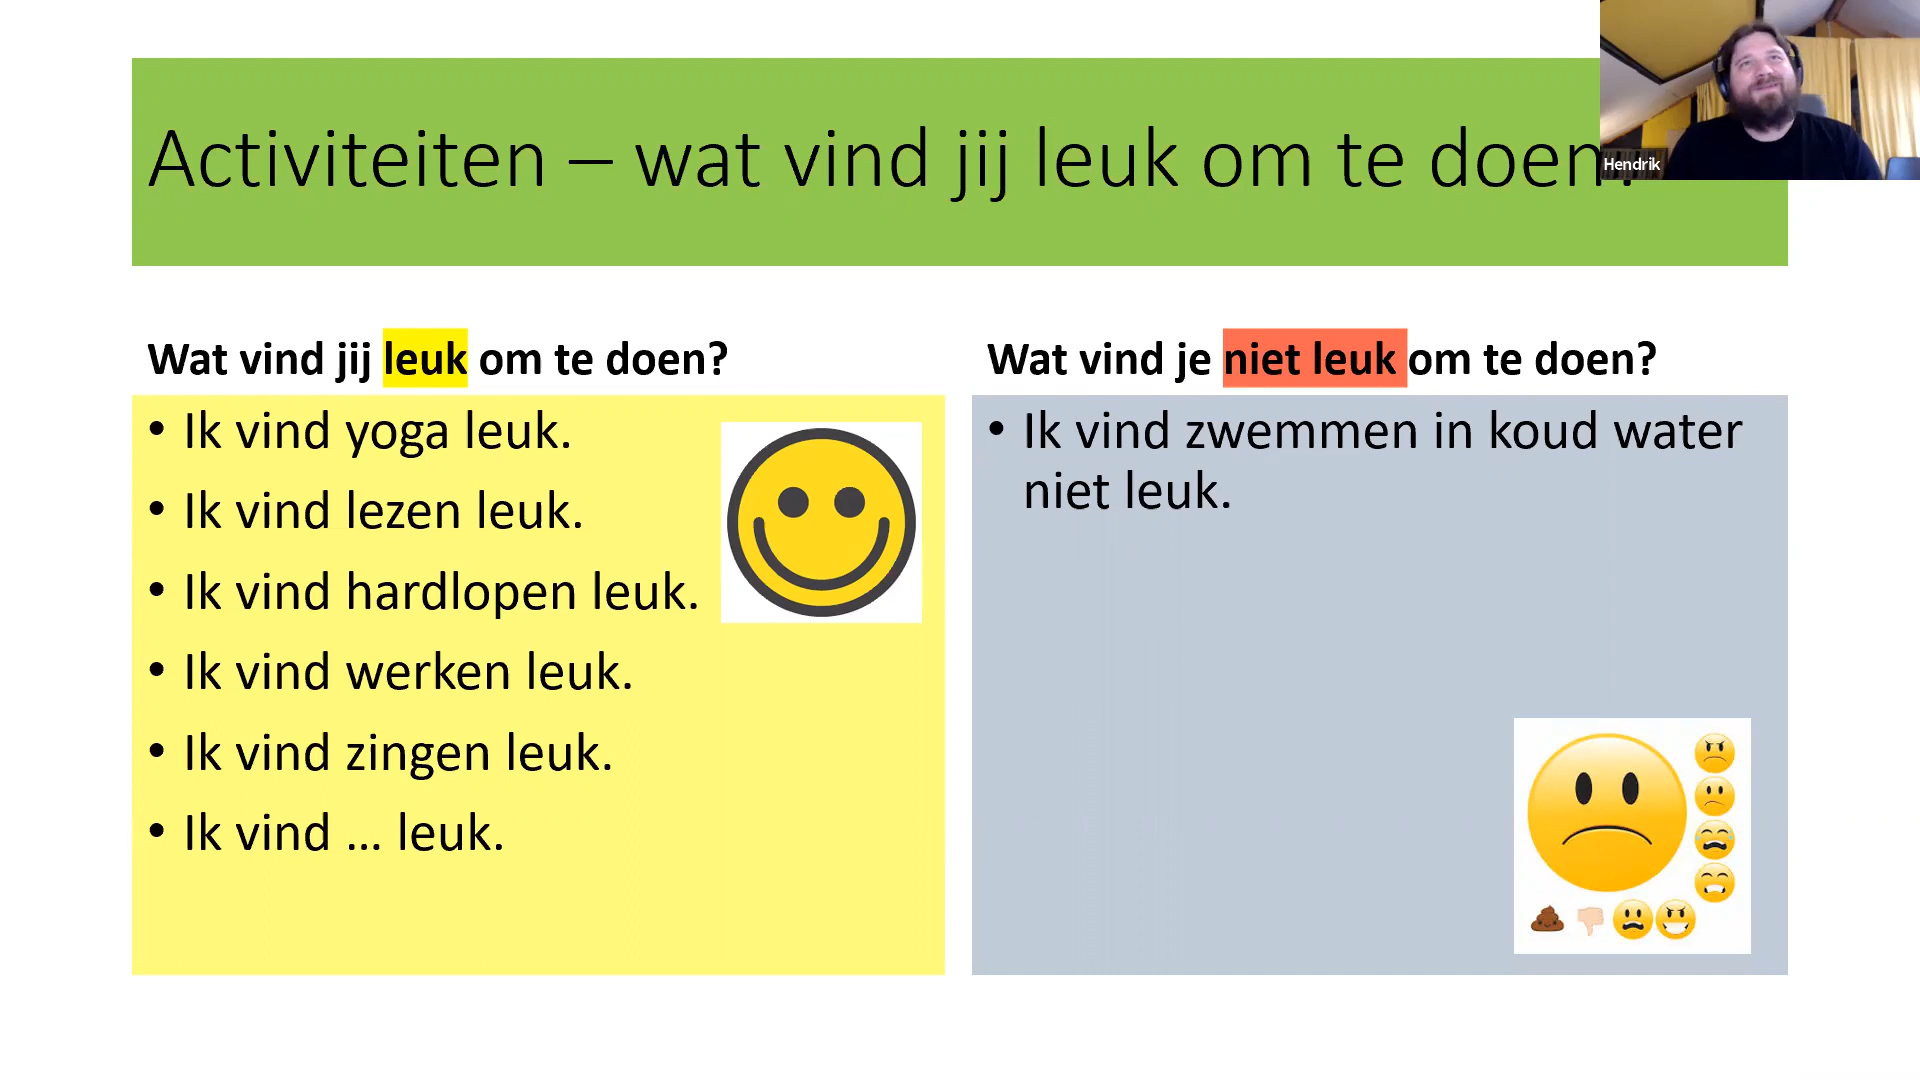 Activiteiten – wat vind jij leuk om te doen?
Hendrik
Wat vind jij leuk om te doen?
• Ik vind yoga leuk.
• Ik vind lezen leuk.
• Ik vind hardlopen leuk.
• Ik vind werken leuk.
• Ik vind zingen leuk.
• Ik vind ... leuk.
Wat vind je niet leuk om te doen?
• Ik vind zwemmen in koud water
niet leuk.